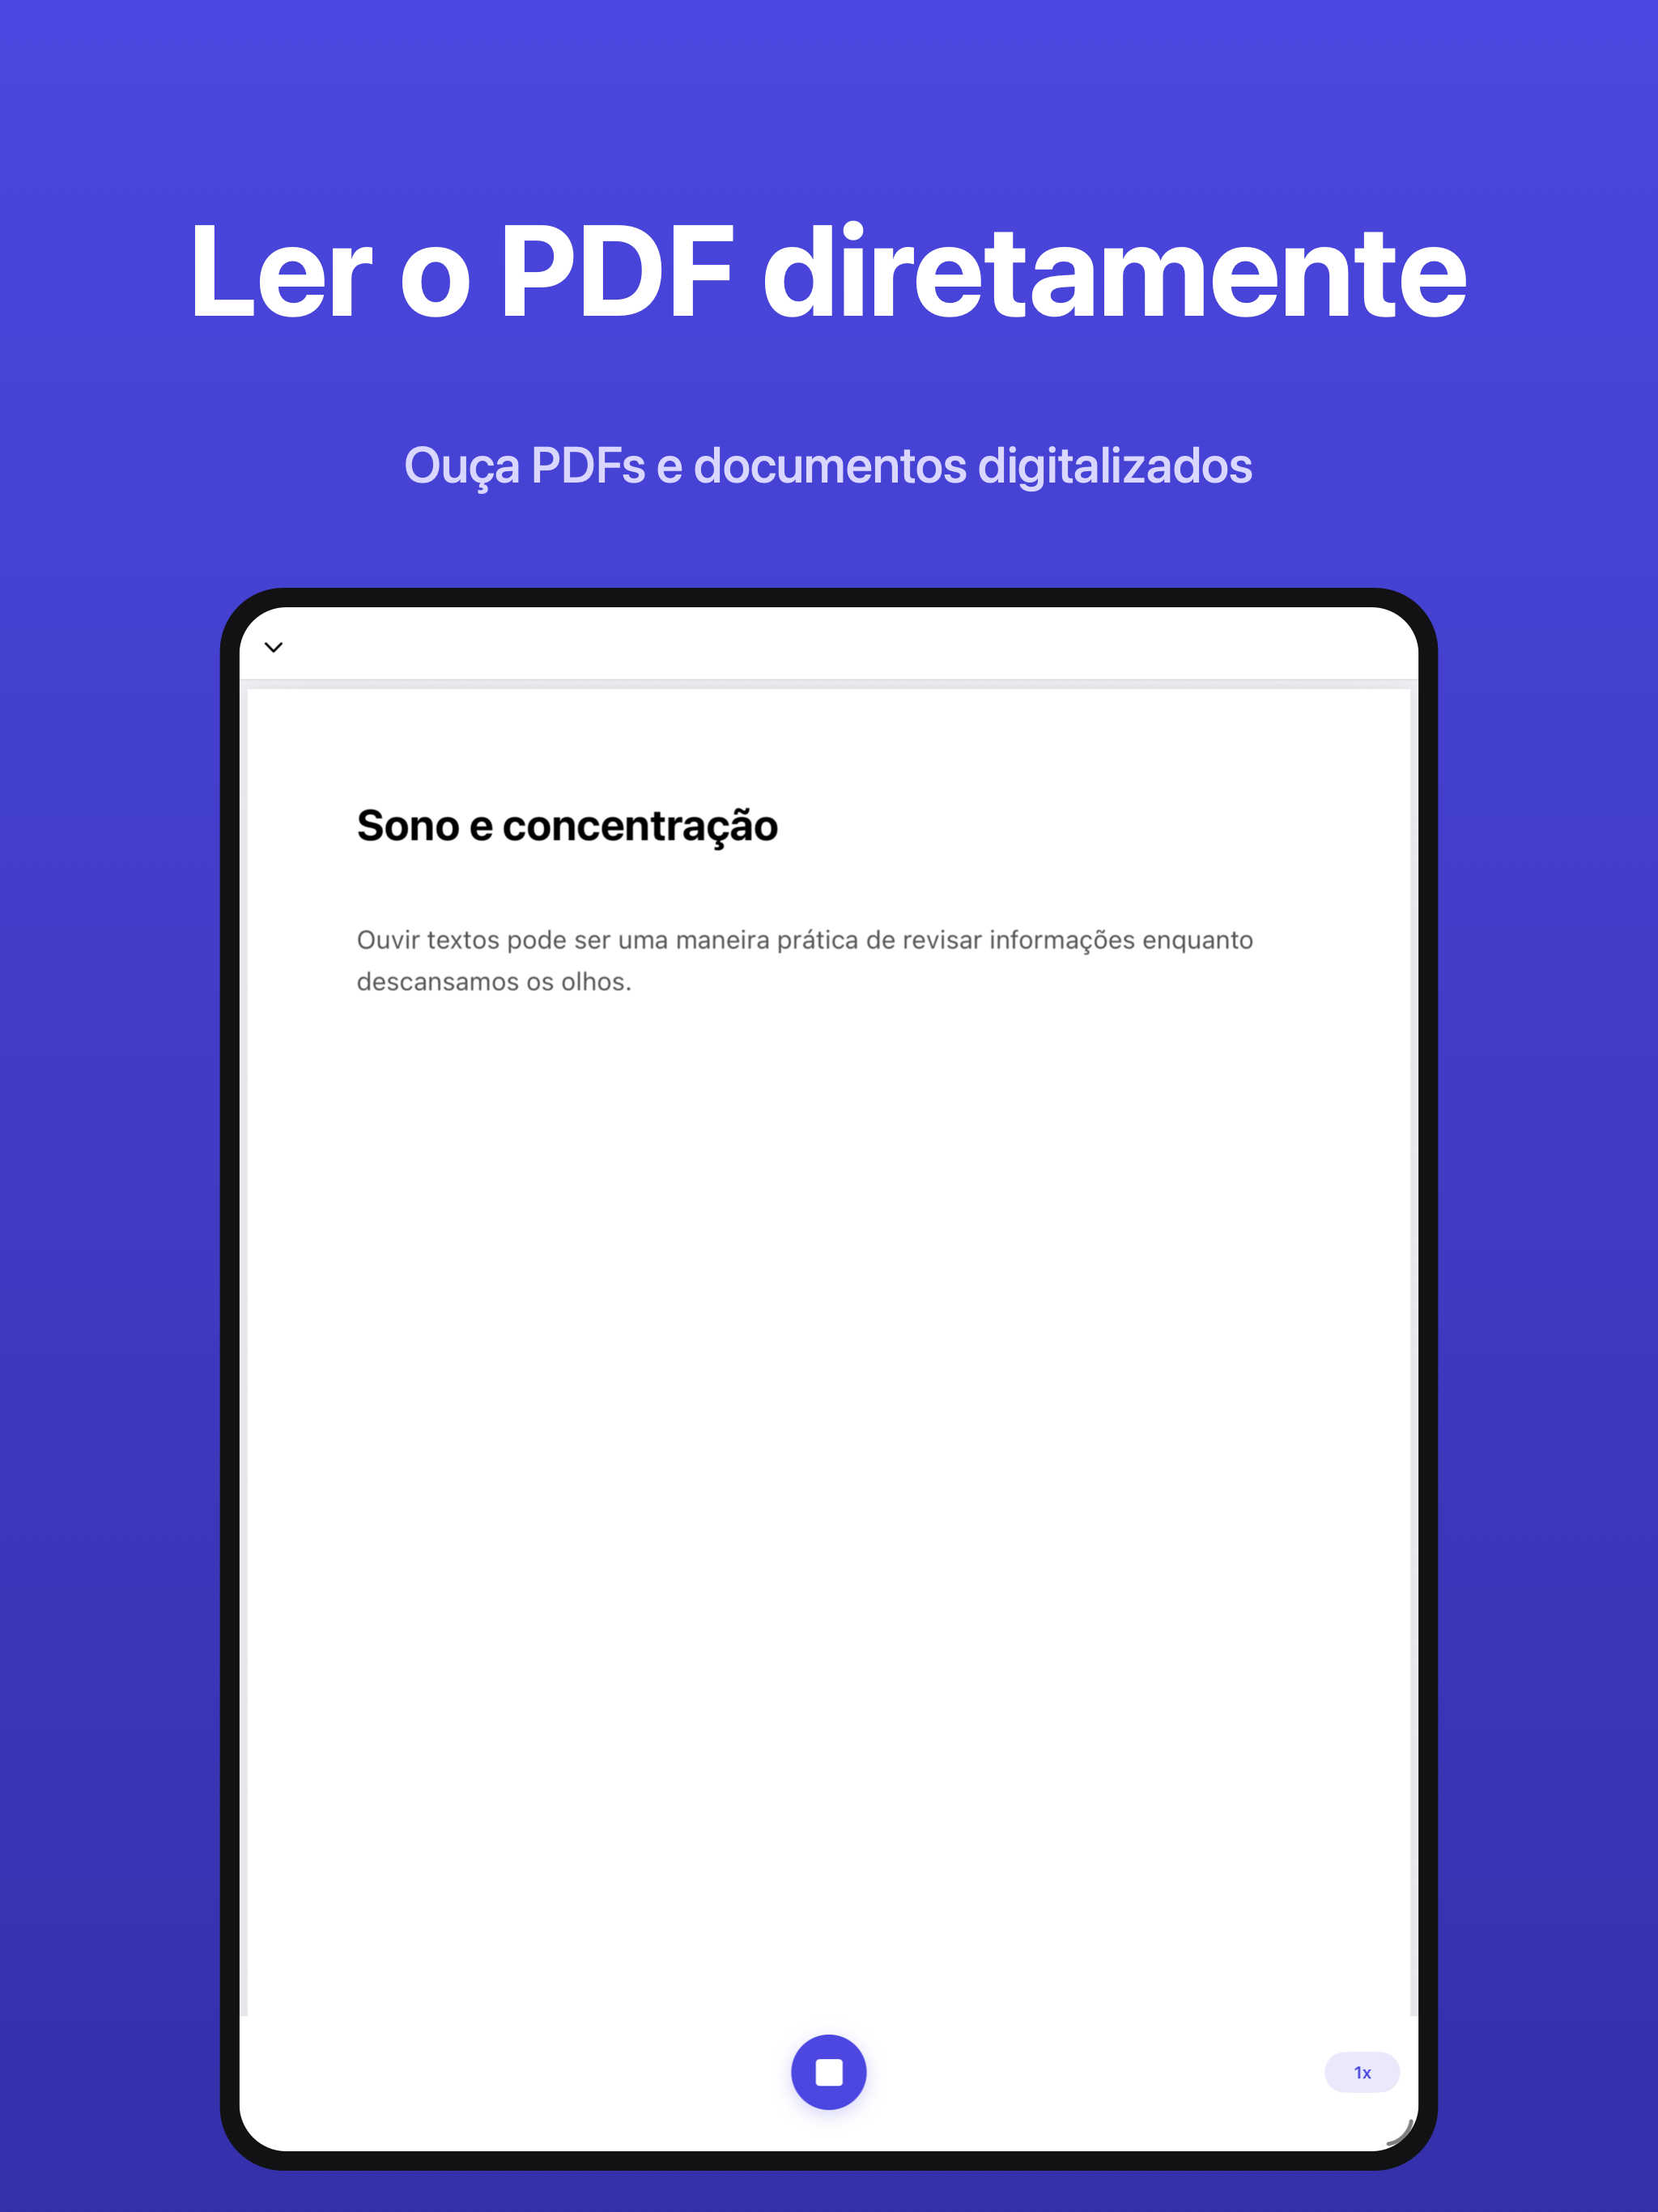 Ler o PDF diretamente
Ouça PDFs e documentos digitalizados
Sono e concentração
Ouvir textos pode ser uma maneira prática de revisar informações enquanto
descansamos os olhos.
1x